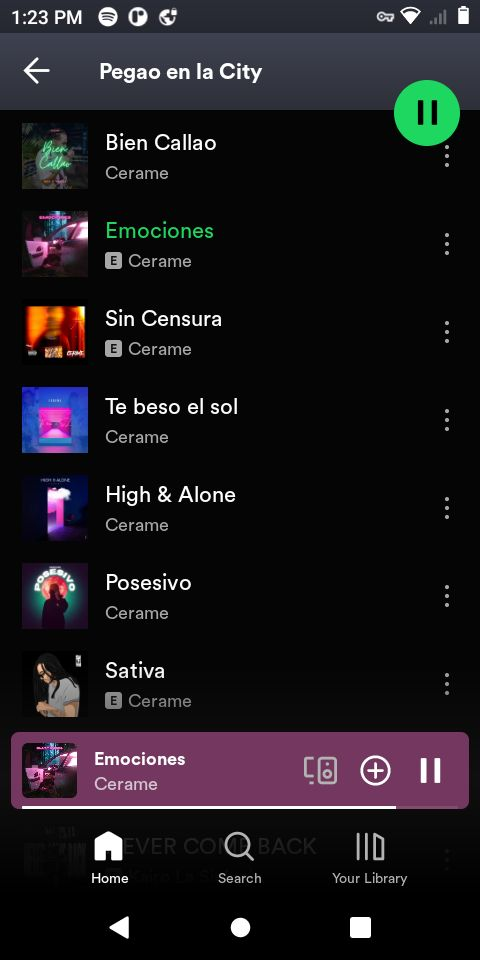 1:23 PM
Pegao en la City
Bien Callao
Cerame
Emociones
E Cerame
Sin Censura
E Cerame
Te beso el sol
Cerame
High & Alone
Cerame
Posesivo
Cerame
Sativa
E Cerame
Emociones
Cerame
EVER COME BACK
Home
Search
Your Library